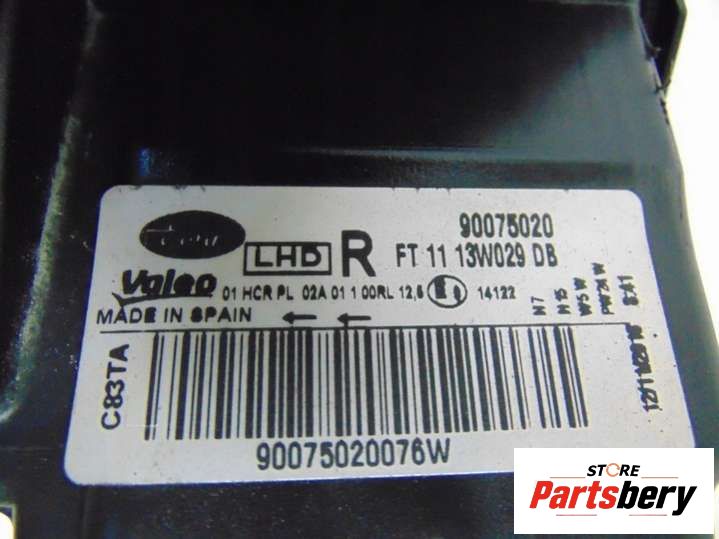 90075020
Ford
LHD R FT 11 13W029 DB
Valeo
01 HCR PL 02A 01 1 00RL 12,5 14122
MADE IN SPAIN
H7
H15
W5W
PW24W
C83TA
90075020076W
STORE
Partsbery